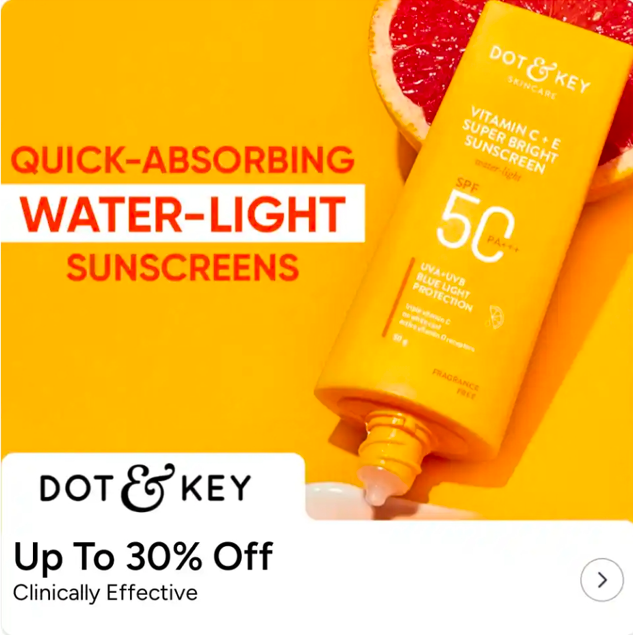 QUICK-ABSORBING
WATER-LIGHT
SUNSCREENS
DOT & KEY
SKINCARE
VITAMIN C + E
SUPER BRIGHT
SUNSCREEN
water-light
SPF
50
PA+++
UVA+UVB
BLUE LIGHT
PROTECTION
FRAGRANCE
FREE
DOT & KEY
Up To 30% Off
Clinically Effective